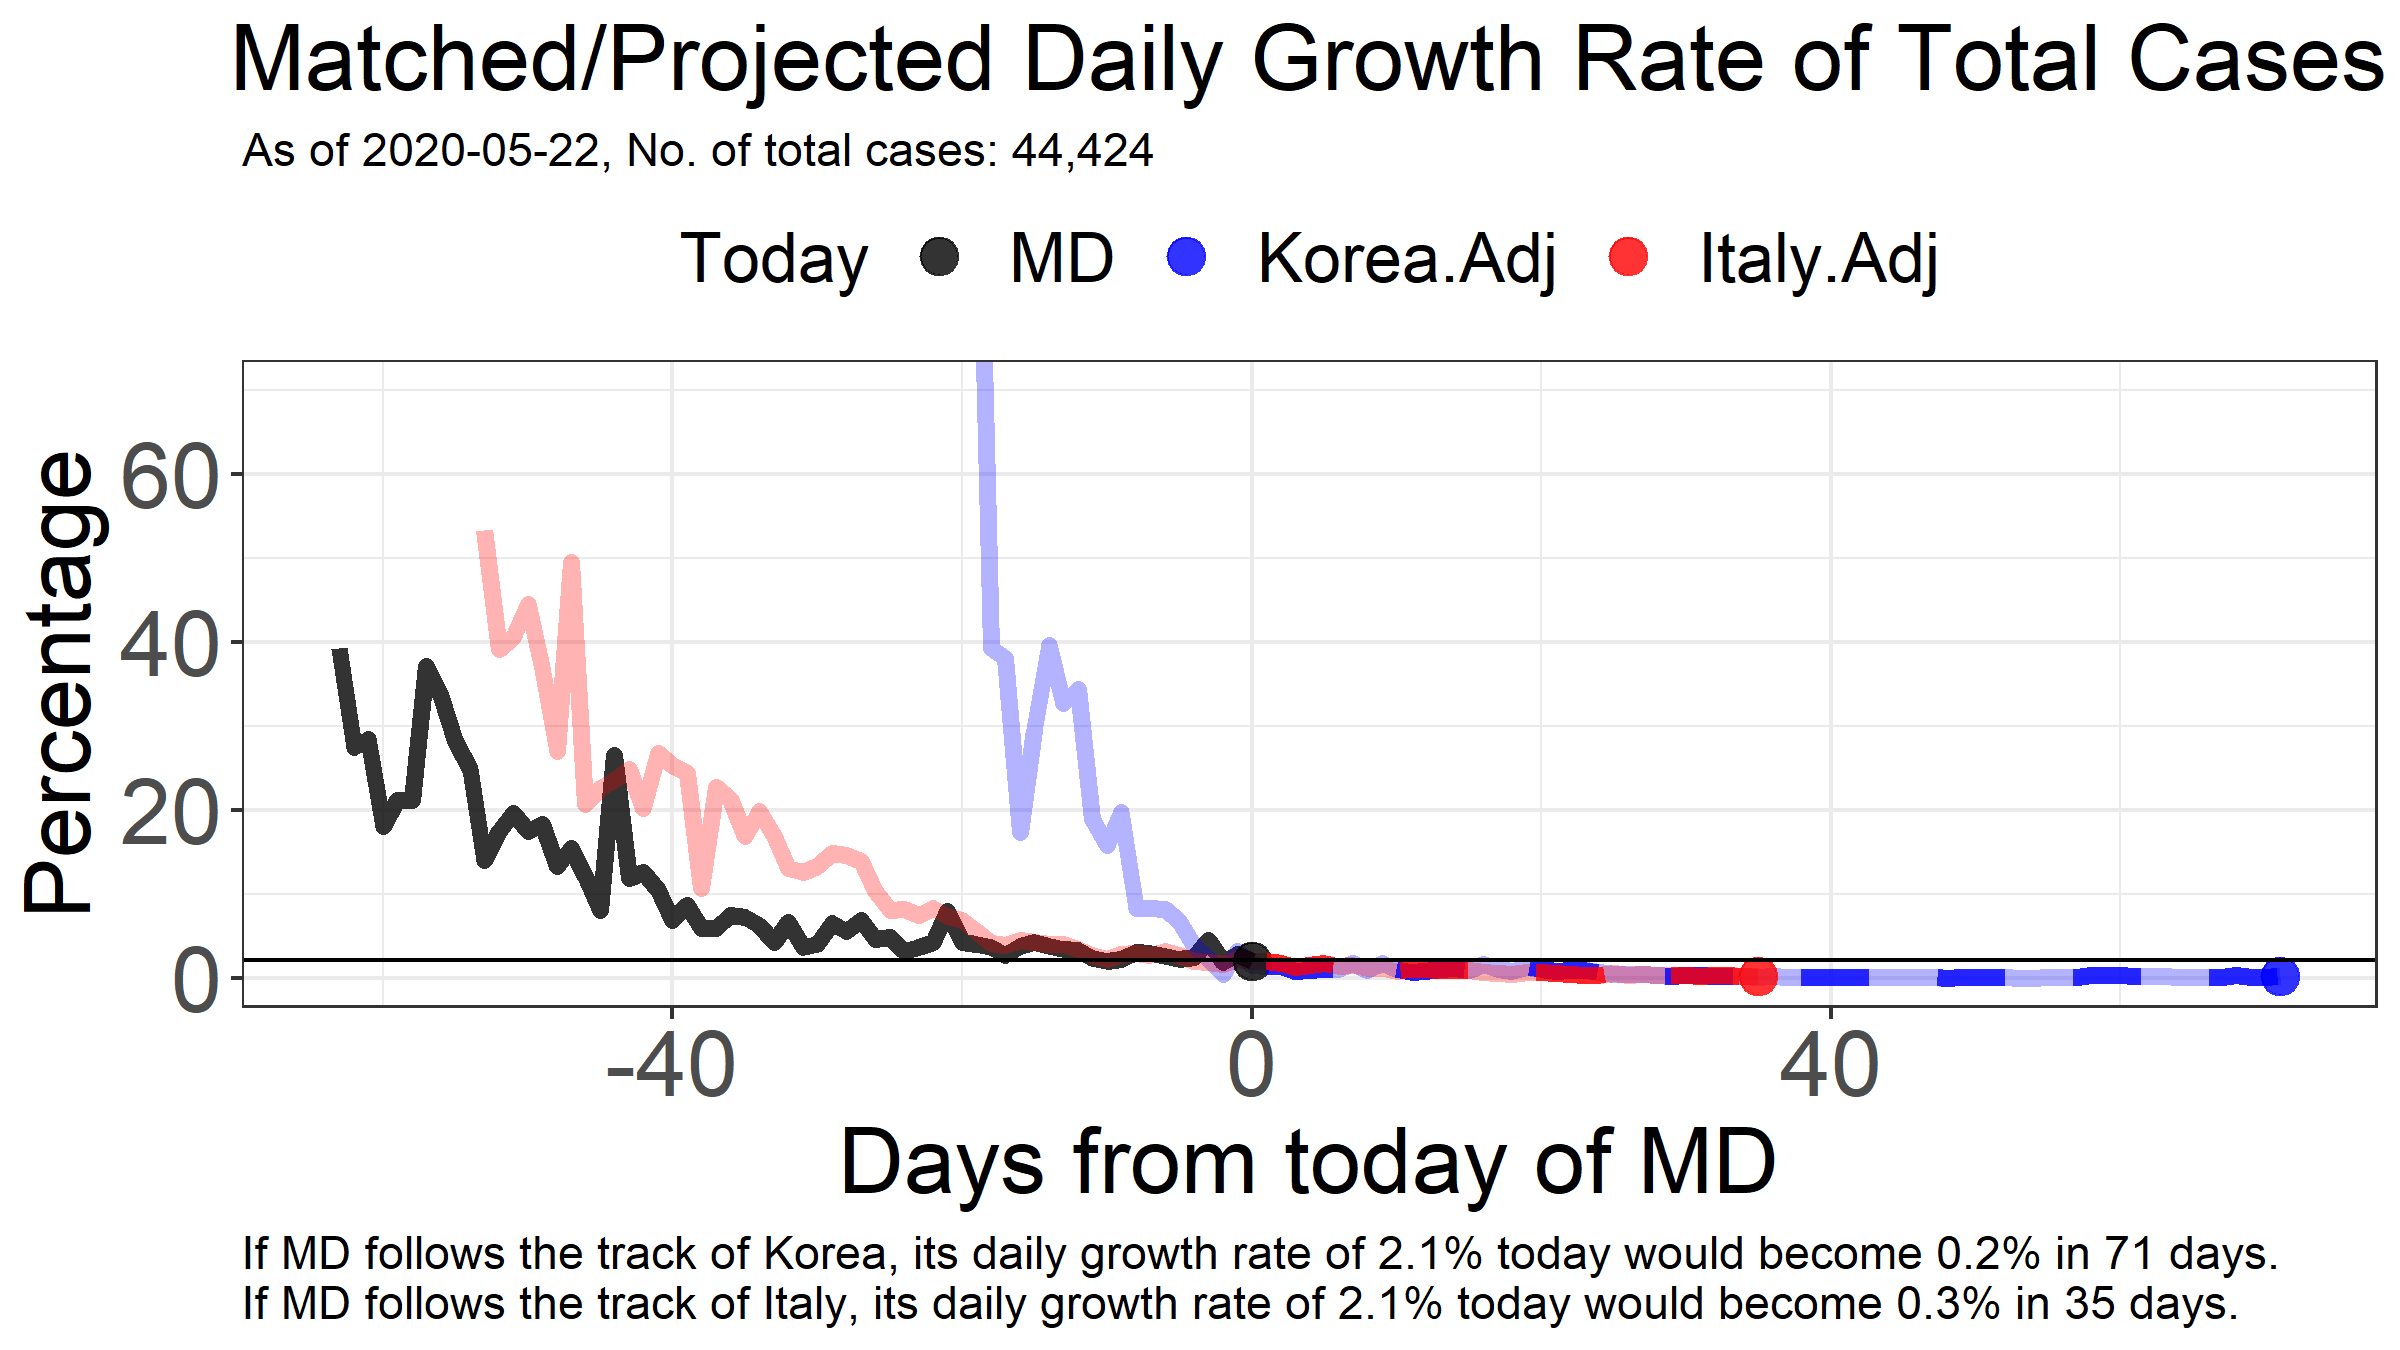 Matched/Projected Daily Growth Rate of Total Cases
As of 2020-05-22, No. of total cases: 44,424
Today MD Korea.Adj Italy.Adj
Percentage
60
40
20
0
-40 0 40
Days from today of MD
If MD follows the track of Korea, its daily growth rate of 2.1% today would become 0.2% in 71 days.
If MD follows the track of Italy, its daily growth rate of 2.1% today would become 0.3% in 35 days.